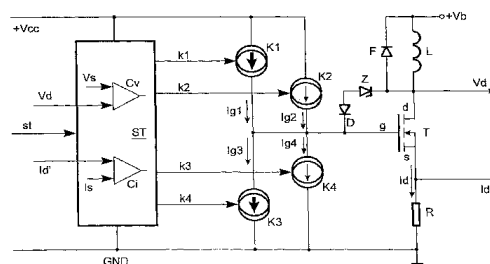 +Vcc
+Vb
k1
K1
F
L
Vs
Cv
k2
K2
Z
Vd
Vd
Ig1
Ig2
D
d
st
ST
g
T
Ig3
Ig4
s
Id'
k3
Id
Is
Ci
K4
Id
k4
K3
R
GND